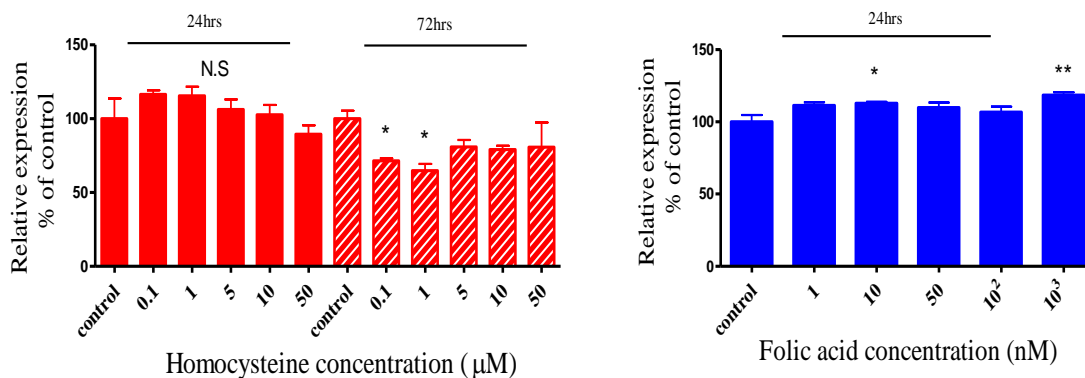 24hrs
72hrs
Relative expression
% of control
150
100
50
0
N.S
*
*
control
0.1
1
5
10
50
control
0.1
1
5
10
50
Homocysteine concentration (μM)
24hrs
Relative expression
% of control
150
100
50
0
*
**
control
1
10
50
10²
10³
Folic acid concentration (nM)